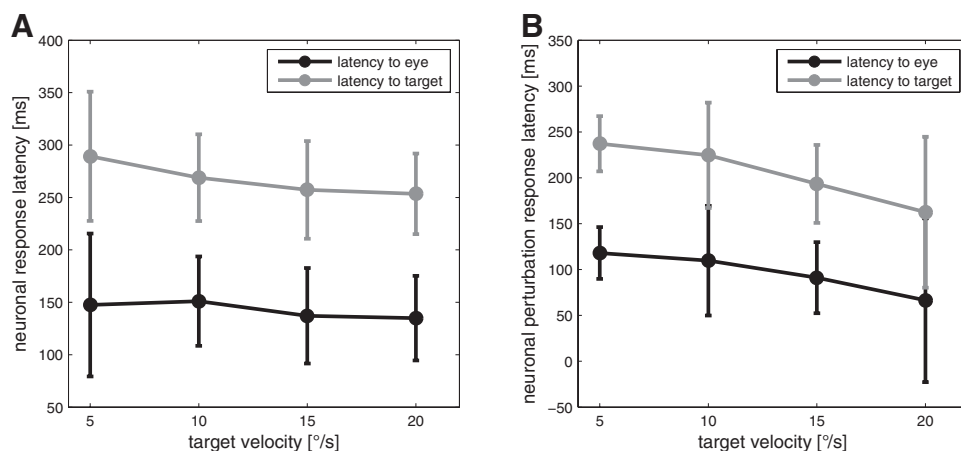 A
neuronal response latency [ms]
400
350
300
250
200
150
100
50
latency to eye
latency to target
5 10 15 20
target velocity [°/s]
B
neuronal perturbation response latency [ms]
350
300
250
200
150
100
50
0
−50
latency to eye
latency to target
5 10 15 20
target velocity [°/s]